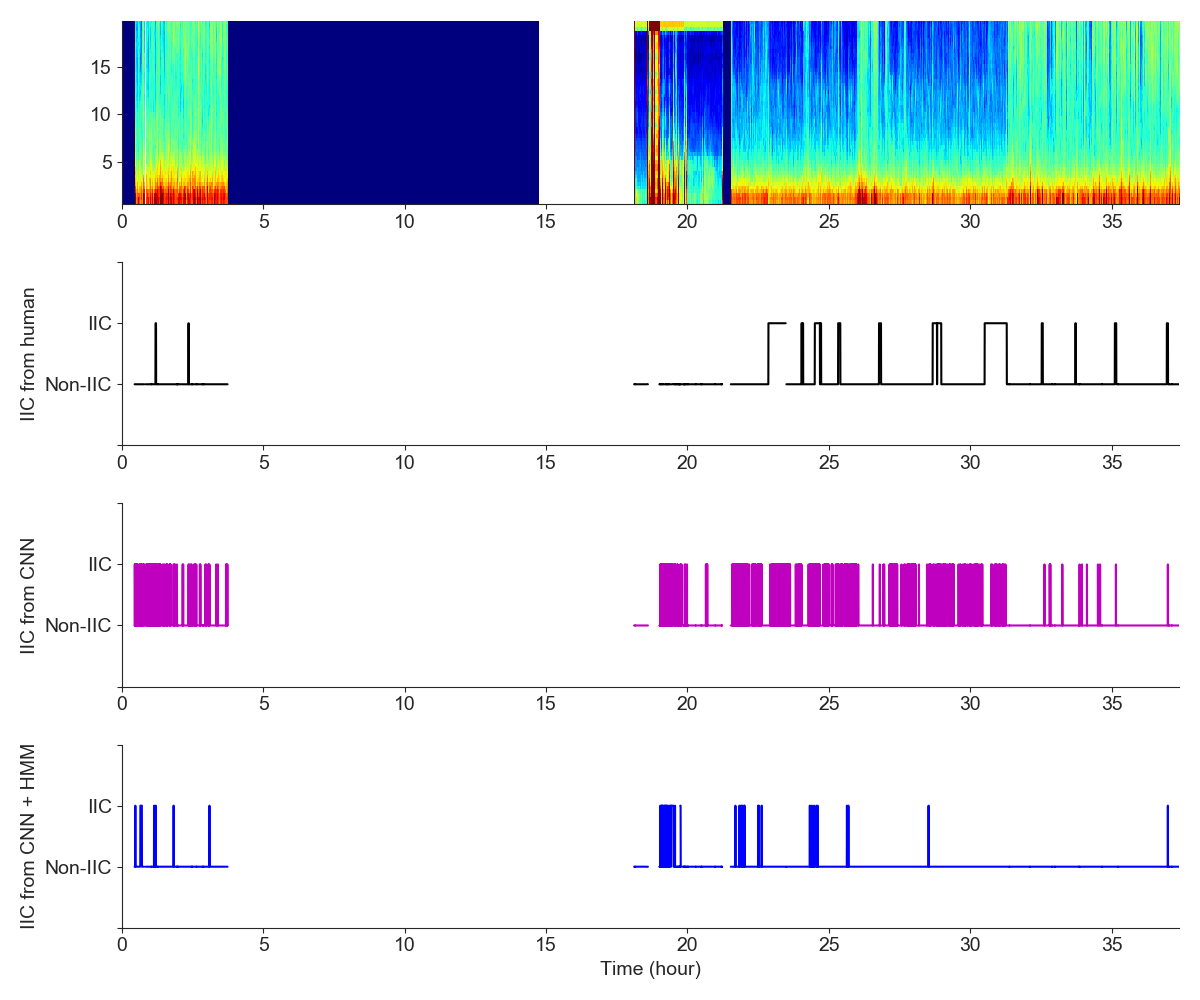 15
10
5
0 5 10 15 20 25 30 35
IIC from human
IIC
Non-IIC
0 5 10 15 20 25 30 35
IIC from CNN
IIC
Non-IIC
0 5 10 15 20 25 30 35
IIC from CNN + HMM
IIC
Non-IIC
0 5 10 15 20 25 30 35
Time (hour)